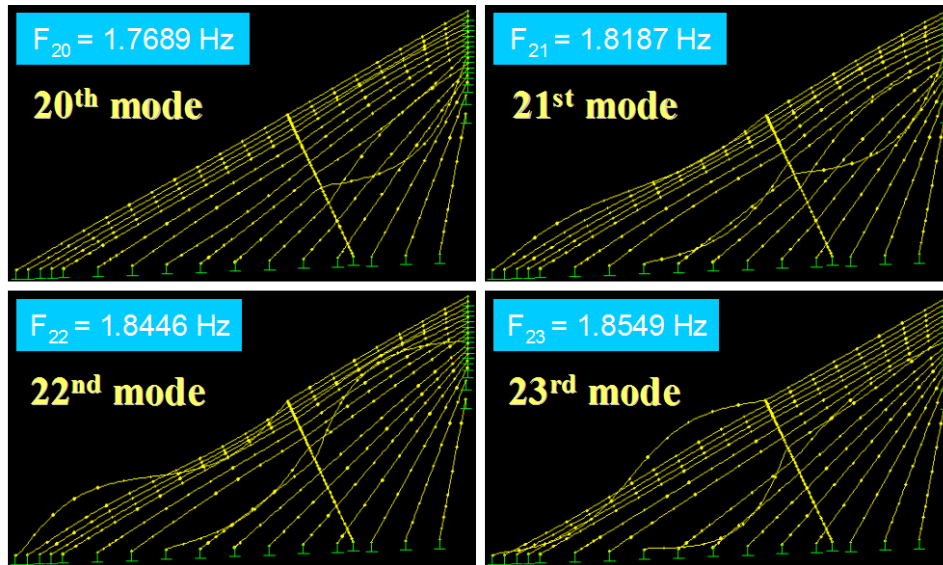 F₂₀ = 1.7689 Hz
20ᵗʰ mode
F₂₁ = 1.8187 Hz
21ˢᵗ mode
F₂₂ = 1.8446 Hz
22ⁿᵈ mode
F₂₃ = 1.8549 Hz
23ʳᵈ mode